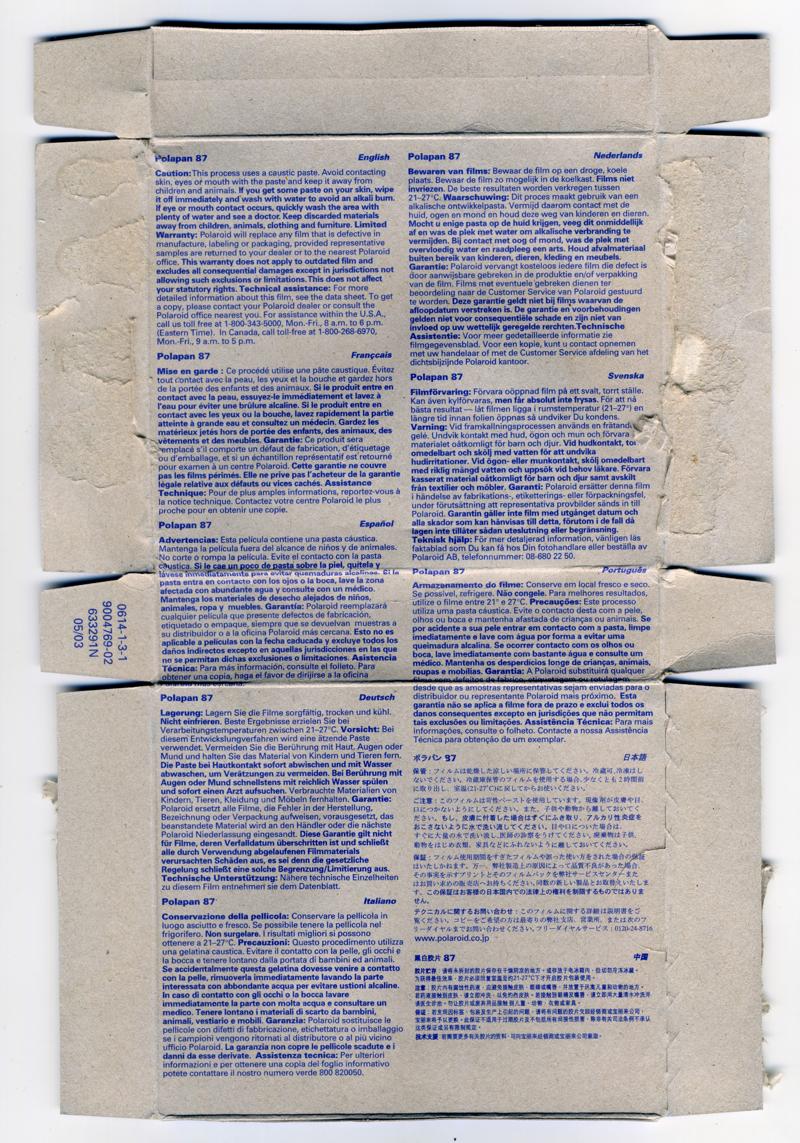 Polapan 87 English
Caution: This process uses a caustic paste. Avoid contacting
skin, eyes or mouth with the paste and keep it away from
children and animals. If you get some paste on your skin, wipe
it off immediately and wash with water to avoid an alkali burn.
If eye or mouth contact occurs, quickly wash the area with
plenty of water and see a doctor. Keep discarded materials
away from children, animals, clothing and furniture. Limited
Warranty: Polaroid will replace any film that is defective in
manufacture, labeling or packaging, provided representative
samples are returned to your dealer or to the nearest Polaroid
office. This warranty does not apply to outdated film and
excludes all consequential damages except in jurisdictions not
allowing such exclusions or limitations. This does not affect
your statutory rights. Technical assistance: For more
detailed information about this film, see the data sheet. To get
a copy, please contact your Polaroid dealer or consult the
Polaroid office nearest you. For assistance within the U.S.A.,
call us toll free at 1-800-343-5000, Mon.-Fri., 8 a.m. to 6 p.m.
(Eastern Time). In Canada, call toll-free at 1-800-268-6970,
Mon.-Fri., 9 a.m. to 5 p.m.
Polapan 87 Français
Mise en garde : Ce procédé utilise une pâte caustique. Évitez
tout contact avec la peau, les yeux et la bouche et gardez hors
de la portée des enfants et des animaux. Si le produit entre en
contact avec la peau, essuyez-le immédiatement et lavez à
l'eau pour éviter une brûlure alcaline. Si le produit entre en
contact avec les yeux ou la bouche, lavez rapidement la partie
atteinte à grande eau et consultez un médecin. Gardez les
matériaux jetés hors de portée des enfants, des animaux, des
vêtements et des meubles. Garantie: Ce produit sera
remplacé s'il comporte un défaut de fabrication, d'étiquetage
ou d'emballage, et si un échantillon représentatif est retourné
pour examen à un centre Polaroid. Cette garantie ne couvre
pas les films périmés. Elle ne prive pas l'acheteur de la garantie
légale relative aux défauts ou vices cachés. Assistance
Technique: Pour de plus amples informations, reportez-vous à
la notice technique. Contactez votre centre Polaroid le plus
proche pour en obtenir une copie.
Polapan 87 Español
Advertencias: Esta película contiene una pasta cáustica.
Mantenga la película fuera del alcance de niños y de animales.
No corte o rompa la película. Evite el contacto con la pasta
cáustica. Si le cae un poco de pasta sobre la piel, quítela y
lávese inmediatamente para evitar quemaduras alcalinas. Si la
pasta entra en contacto con los ojos o la boca, lave la zona
afectada con abundante agua y consulte con un médico.
Mantenga los materiales de desecho alejados de niños,
animales, ropa y muebles. Garantía: Polaroid reemplazará
cualquier película que presente defectos de fabricación,
etiquetado o empaque, siempre que se devuelvan muestras a
su distribuidor o a la oficina Polaroid más cercana. Esto no es
aplicable a películas con la fecha caducada y excluye todos los
daños indirectos excepto en aquellas jurisdicciones en las que
no se permitan dichas exclusiones o limitaciones. Asistencia
Técnica: Para más información, consulte el folleto. Para
obtener una copia, haga el favor de dirijirse a la oficina
Polapan 87 Deutsch
Lagerung: Lagern Sie die Filme sorgfältig, trocken und kühl.
Nicht einfrieren. Beste Ergebnisse erzielen Sie bei
Verarbeitungstemperaturen zwischen 21–27°C. Vorsicht: Bei
diesem Entwicklungsverfahren wird eine ätzende Paste
verwendet. Vermeiden Sie die Berührung mit Haut, Augen oder
Mund und halten Sie das Material von Kindern und Tieren fern.
Die Paste bei Hautkontakt sofort abwischen und mit Wasser
abwaschen, um Verätzungen zu vermeiden. Bei Berührung mit
Augen oder Mund schnellstens mit reichlich Wasser spülen
und sofort einen Arzt aufsuchen. Verbrauchte Materialien von
Kindern, Tieren, Kleidung und Möbeln fernhalten. Garantie:
Polaroid ersetzt alle Filme, die Fehler in der Herstellung,
Bezeichnung oder Verpackung aufweisen, vorausgesetzt, das
beanstandete Material wird an den Händler oder die nächste
Polaroid Niederlassung eingesandt. Diese Garantie gilt nicht
für Filme, deren Verfalldatum überschritten ist und schließt
alle durch Verwendung abgelaufenen Filmmaterials
verursachten Schäden aus, es sei denn die gesetzliche
Regelung schließt eine solche Begrenzung/Limitierung aus.
Technische Unterstützung: Nähere technische Einzelheiten
zu diesem Film entnehmen sie dem Datenblatt.
Polapan 87 Italiano
Conservazione della pellicola: Conservare la pellicola in
luogo asciutto e fresco. Se possibile tenere la pellicola nel
frigorifero. Non surgelare. I risultati migliori si possono
ottenere a 21–27°C. Precauzioni: Questo procedimento utilizza
una gelatina caustica. Evitare il contatto con la pelle, gli occhi e
la bocca e tenere lontano dalla portata di bambini ed animali.
Se accidentalmente questa gelatina dovesse venire a contatto
con la pelle, rimuoverla immediatamente lavando la parte
interessata con abbondante acqua per evitare ustioni alcaline.
In caso di contatto con gli occhi o la bocca lavare
immediatamente la parte con molta acqua e consultare un
medico. Tenere lontano i materiali di scarto da bambini,
animali, vestiario e mobili. Garanzia: Polaroid sostituisce le
pellicole con difetti di fabbricazione, etichettatura o imballaggio
se i campioni vengono ritornati al distributore o al più vicino
ufficio Polaroid. La garanzia non copre le pellicole scadute e i
danni da esse derivate. Assistenza tecnica: Per ulteriori
informazioni e per ottenere una copia del foglio informativo
potete contattare il nostro numero verde 800 820050.
Polapan 87 Nederlands
Bewaren van films: Bewaar de film op een droge, koele
plaats. Bewaar de film zo mogelijk in de koelkast. Films niet
invriezen. De beste resultaten worden verkregen tussen
21–27°C. Waarschuwing: Dit proces maakt gebruik van een
alkalische ontwikkelpasta. Vermijd daarom contact met de
huid, ogen en mond en houd deze weg van kinderen en dieren.
Mocht u enige pasta op de huid krijgen, veeg dit onmiddellijk
af en was de plek met water om alkalische verbranding te
vermijden. Bij contact met oog of mond, was de plek met
overvloedig water en raadpleeg een arts. Houd afvalmateriaal
buiten bereik van kinderen, dieren, kleding en meubels.
Garantie: Polaroid vervangt kosteloos iedere film die defect is
door aanwijsbare gebreken in de produktie en/of verpakking
van de film. Films met eventuele gebreken dienen ter
beoordeling naar de Customer Service van Polaroid gestuurd
te worden. Deze garantie geldt niet bij films waarvan de
afloopdatum verstreken is. De garantie en voorbehoudingen
gelden niet voor consequentiële schade en zijn niet van
invloed op uw wettelijk geregelde rerchten. Technische
Assistentie: Voor meer gedetailleerde informatie zie
filmgegevensblad. Voor een kopie, kunt u contact opnemen
met uw handelaar of met de Customer Service afdeling van het
dichtsbijzijnde Polaroid kantoor.
Polapan 87 Svenska
Filmförvaring: Förvara oöppnad film på ett svalt, torrt ställe.
Kan även kylförvaras, men får absolut inte frysas. För att nå
bästa resultat — låt filmen ligga i rumstemperatur (21–27°) en
längre tid innan folien öppnas så undviker Du kondens.
Varning: Vid framkallningsprocessen används en frätand
gelé. Undvik kontakt med hud, ögon och mun och förvara
materialet oåtkomligt för barn och djur. Vid hudkontakt, tor
omedelbart och skölj med vatten för att undvika
hudirritationer. Vid ögon- eller munkontakt, skölj omedelbart
med riklig mängd vatten och uppsök vid behov läkare. Förvara
kasserat material oåtkomligt för barn och djur samt avskilt
från textilier och möbler. Garanti: Polaroid ersätter denna film
i händelse av fabrikations-, etiketterings- eller förpackningsfel,
under förutsättning att representativa provbilder sänds in till
Polaroid. Garantin gäller inte film med utgånget datum och
alla skador som kan hänvisas till detta, förutom i de fall då
lagen inte tillåter sådan uteslutning eller begränsning.
Teknisk hjälp: För mer detaljerad information, vänligen läs
faktablad som Du kan få hos Din fotohandlare eller beställa av
Polaroid AB, telefonnummer: 08-680 22 50.
Polapan 87 Português
Armazenamento do filme: Conserve em local fresco e seco.
Se possível, refrigere. Não congele. Para melhores resultados,
utilize o filme entre 21° e 27°C. Precauções: Este processo
utiliza uma pasta cáustica. Evite o contacto desta com a pele,
olhos ou boca e mantenha afastada de crianças ou animais. Se
por acidente a sua pele entrar em contacto com a pasta, limpe
imediatamente e lave com água por forma a evitar uma
queimadura alcalina. Se ocorrer contacto com os olhos ou
boca, lave imediatamente com bastante água e consulte um
médico. Mantenha os desperdícios longe de crianças, animais,
roupas e mobílias. Garantia: A Polaroid substituirá qualquer
filme com defeitos de fabrico, etiquetagem ou rotulagem
desde que as amostras representativas sejam enviadas para o
distribuidor ou representante Polaroid mais próximo. Esta
garantia não se aplica a filme fora de prazo e exclui todos os
danos consequentes excepto en jurisdições que não permitam
tais exclusões ou limitações. Assistência Técnica: Para mais
informações, consulte o folheto. Contacte a nossa Assistência
Técnica para obtenção de um exemplar.
ポラパン 87 日本語
保管：フィルムは乾燥した涼しい場所に保管してください。冷蔵可、冷凍はし
ないでください。冷蔵庫保管のフィルムを使用する場合、少なくとも2時間前
に取り出し、室温(21-27°C)に戻してからお使いください。
ご注意：このフィルムは苛性ペーストを使用しています。現像剤が皮膚や目、
口につかないようにしてください。また、子供や動物から離しておいてく
ださい。もし、皮膚に付着した場合はすぐにふき取り、アルカリ性炎症を
おこさないように水で洗い流してください。目や口についた場合は、
すぐに大量の水で洗い流し、医師の診察をうけてください。廃棄物は子供、
動物をはじめ衣類、家具などにふれないように離しておいてください。
保証：フィルム使用期間をすぎたフィルムや誤った使い方をされた場合の保証
はいたしかねます。万一、弊社製造上の原因によって品質不良があった場合、
その事実を示すプリントとそのフィルムパックを弊社サービスセンターまた
はお買い求めの販売店へお持ちください。同数の新しい製品とお取替えいたしま
す。この保証はお客様の日本国内での法律上の権利を制限するものではありま
せん。
テクニカルに関するお問い合わせ：このフィルムに関する詳細は説明書をご
覧ください。コピーをご希望の方は最寄りの販売店、営業所、または次のフ
リーダイヤルまでお問い合わせください。フリーダイヤルサービス：0120-24-8716
www.polaroid.co.jp
黑白胶片 87 中国
0614-1-3-1
9004769-02
633291N
05/03